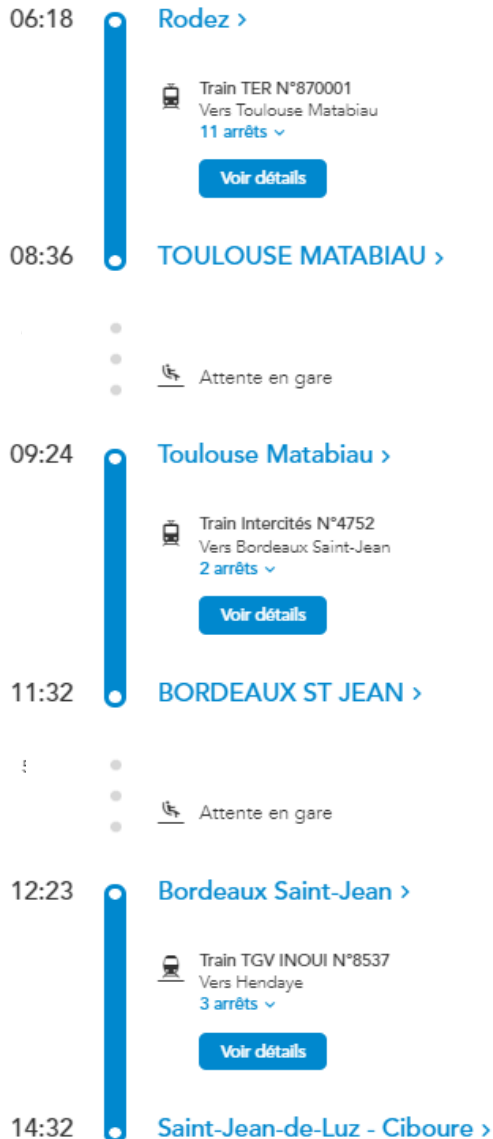 06:18 Rodez >
Train TER N°870001
Vers Toulouse Matabiau
11 arrêts
Voir détails
08:36 TOULOUSE MATABIAU >
Attente en gare
09:24 Toulouse Matabiau >
Train Intercités N°4752
Vers Bordeaux Saint-Jean
2 arrêts
Voir détails
11:32 BORDEAUX ST JEAN >
Attente en gare
12:23 Bordeaux Saint-Jean >
Train TGV INOUI N°8537
Vers Hendaye
3 arrêts
Voir détails
14:32 Saint-Jean-de-Luz - Ciboure >